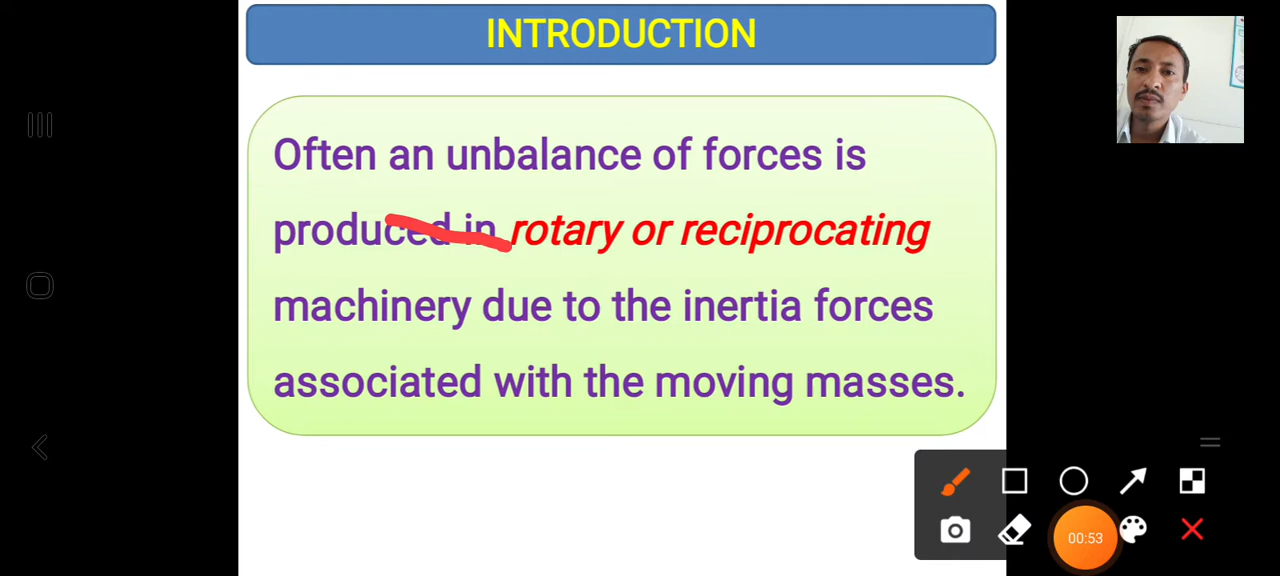 INTRODUCTION
Often an unbalance of forces is
produced in rotary or reciprocating
machinery due to the inertia forces
associated with the moving masses.
00:53